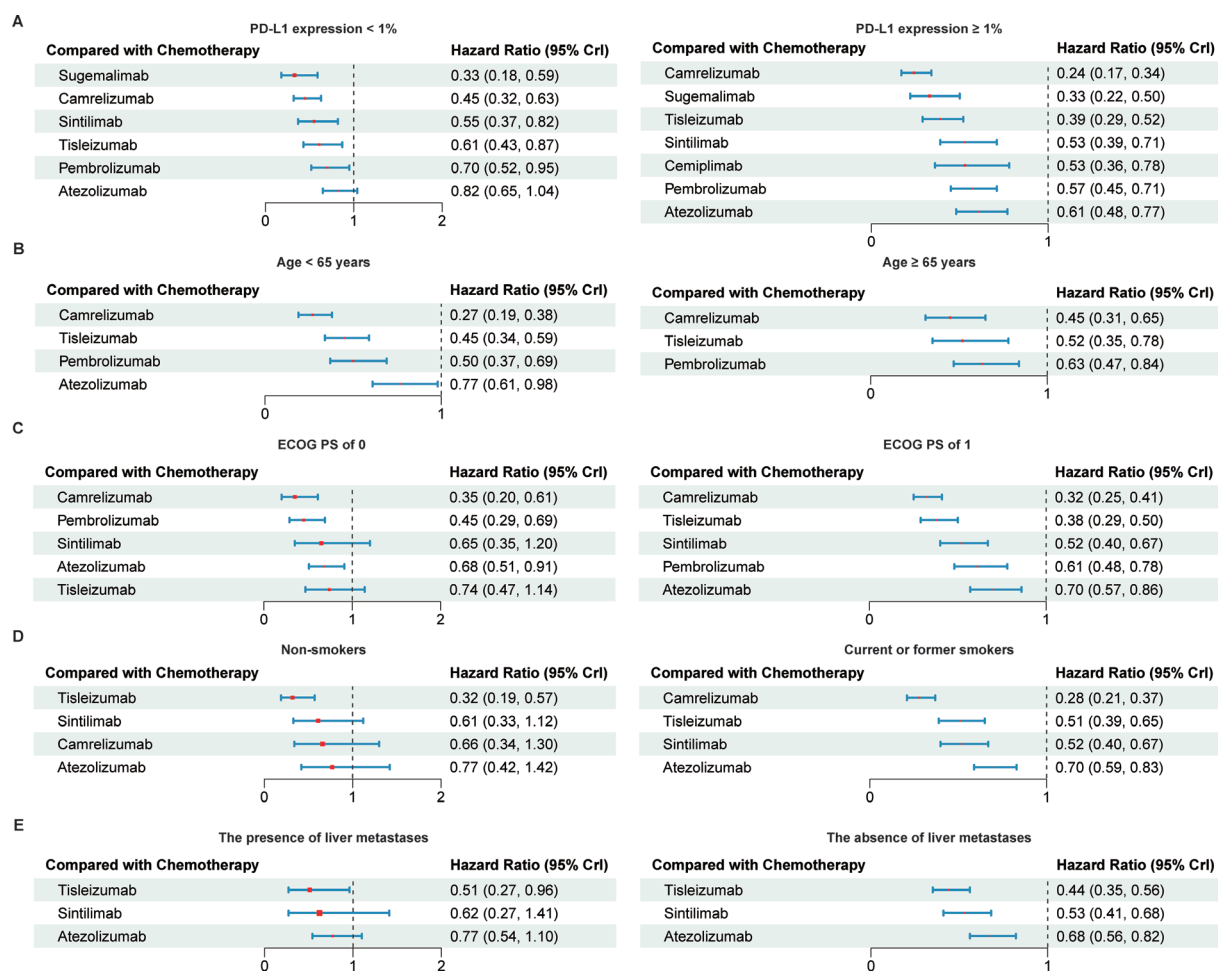 A
PD-L1 expression < 1%
Compared with Chemotherapy Hazard Ratio (95% CrI)
Sugemalimab 0.33 (0.18, 0.59)
Camrelizumab 0.45 (0.32, 0.63)
Sintilimab 0.55 (0.37, 0.82)
Tisleizumab 0.61 (0.43, 0.87)
Pembrolizumab 0.70 (0.52, 0.95)
Atezolizumab 0.82 (0.65, 1.04)
0 1 2
PD-L1 expression ≥ 1%
Compared with Chemotherapy Hazard Ratio (95% CrI)
Camrelizumab 0.24 (0.17, 0.34)
Sugemalimab 0.33 (0.22, 0.50)
Tisleizumab 0.39 (0.29, 0.52)
Sintilimab 0.53 (0.39, 0.71)
Cemiplimab 0.53 (0.36, 0.78)
Pembrolizumab 0.57 (0.45, 0.71)
Atezolizumab 0.61 (0.48, 0.77)
0 1
B
Age < 65 years
Compared with Chemotherapy Hazard Ratio (95% CrI)
Camrelizumab 0.27 (0.19, 0.38)
Tisleizumab 0.45 (0.34, 0.59)
Pembrolizumab 0.50 (0.37, 0.69)
Atezolizumab 0.77 (0.61, 0.98)
0 1
Age ≥ 65 years
Compared with Chemotherapy Hazard Ratio (95% CrI)
Camrelizumab 0.45 (0.31, 0.65)
Tisleizumab 0.52 (0.35, 0.78)
Pembrolizumab 0.63 (0.47, 0.84)
0 1
C
ECOG PS of 0
Compared with Chemotherapy Hazard Ratio (95% CrI)
Camrelizumab 0.35 (0.20, 0.61)
Pembrolizumab 0.45 (0.29, 0.69)
Sintilimab 0.65 (0.35, 1.20)
Atezolizumab 0.68 (0.51, 0.91)
Tisleizumab 0.74 (0.47, 1.14)
0 1 2
ECOG PS of 1
Compared with Chemotherapy Hazard Ratio (95% CrI)
Camrelizumab 0.32 (0.25, 0.41)
Tisleizumab 0.38 (0.29, 0.50)
Sintilimab 0.52 (0.40, 0.67)
Pembrolizumab 0.61 (0.48, 0.78)
Atezolizumab 0.70 (0.57, 0.86)
0 1
D
Non-smokers
Compared with Chemotherapy Hazard Ratio (95% CrI)
Tisleizumab 0.32 (0.19, 0.57)
Sintilimab 0.61 (0.33, 1.12)
Camrelizumab 0.66 (0.34, 1.30)
Atezolizumab 0.77 (0.42, 1.42)
0 1 2
Current or former smokers
Compared with Chemotherapy Hazard Ratio (95% CrI)
Camrelizumab 0.28 (0.21, 0.37)
Tisleizumab 0.51 (0.39, 0.65)
Sintilimab 0.52 (0.40, 0.67)
Atezolizumab 0.70 (0.59, 0.83)
0 1
E
The presence of liver metastases
Compared with Chemotherapy Hazard Ratio (95% CrI)
Tisleizumab 0.51 (0.27, 0.96)
Sintilimab 0.62 (0.27, 1.41)
Atezolizumab 0.77 (0.54, 1.10)
0 1 2
The absence of liver metastases
Compared with Chemotherapy Hazard Ratio (95% CrI)
Tisleizumab 0.44 (0.35, 0.56)
Sintilimab 0.53 (0.41, 0.68)
Atezolizumab 0.68 (0.56, 0.82)
0 1